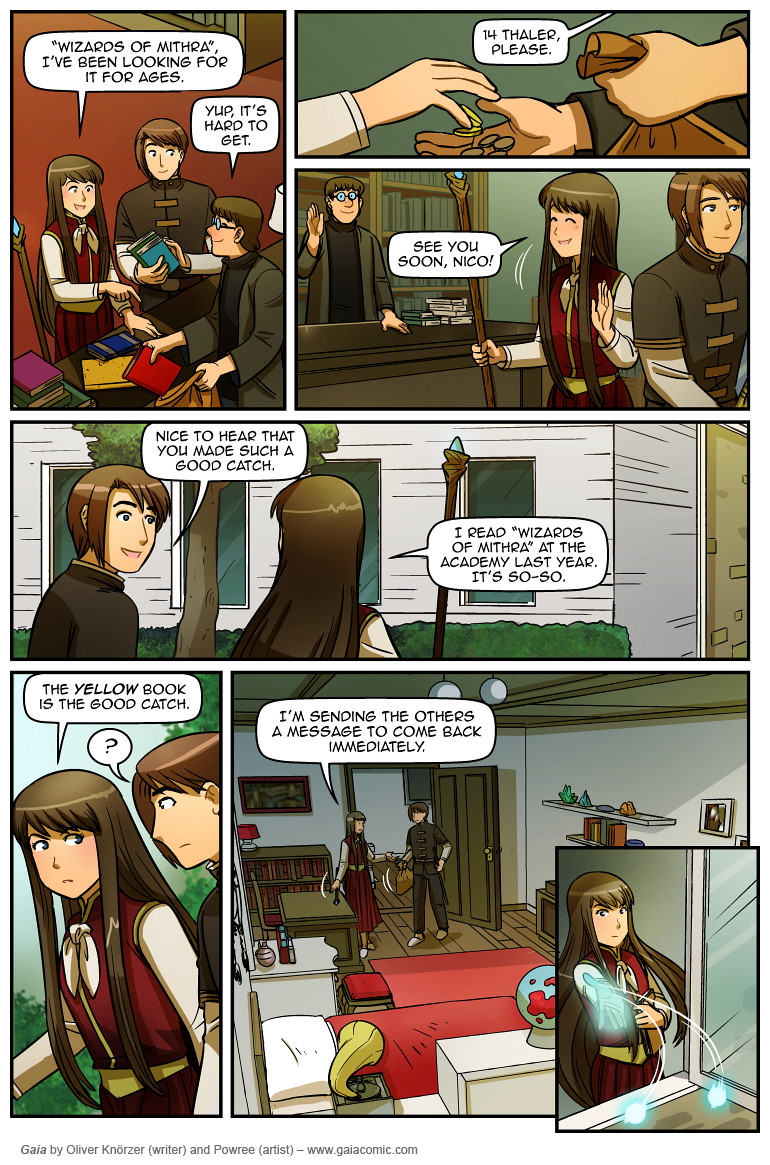 "WIZARDS OF MITHRA",
I'VE BEEN LOOKING FOR
IT FOR AGES.
YUP, IT'S
HARD TO
GET.
14 THALER,
PLEASE.
SEE YOU
SOON, NICO!
NICE TO HEAR THAT
YOU MADE SUCH A
GOOD CATCH.
I READ "WIZARDS
OF MITHRA" AT THE
ACADEMY LAST YEAR.
IT'S SO-SO.
THE YELLOW BOOK
IS THE GOOD CATCH.
?
I'M SENDING THE OTHERS
A MESSAGE TO COME BACK
IMMEDIATELY.
Gaia by Oliver Knörzer (writer) and Powree (artist) – www.gaiacomic.com